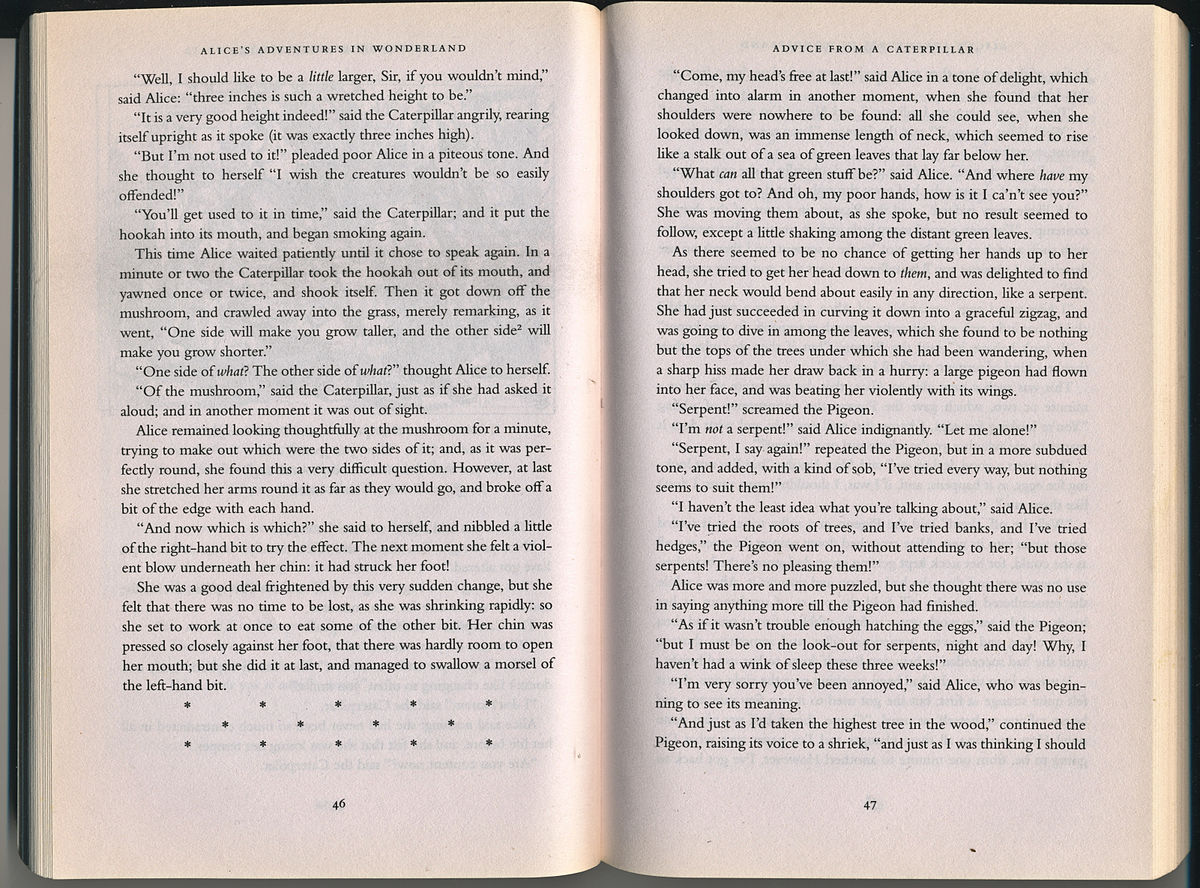 ALICE'S ADVENTURES IN WONDERLAND
“Well, I should like to be a little larger, Sir, if you wouldn't mind,”
said Alice: “three inches is such a wretched height to be.”
“It is a very good height indeed!” said the Caterpillar angrily, rearing
itself upright as it spoke (it was exactly three inches high).
“But I'm not used to it!” pleaded poor Alice in a piteous tone. And
she thought to herself “I wish the creatures wouldn't be so easily
offended!”
“You'll get used to it in time,” said the Caterpillar; and it put the
hookah into its mouth, and began smoking again.
This time Alice waited patiently until it chose to speak again. In a
minute or two the Caterpillar took the hookah out of its mouth, and
yawned once or twice, and shook itself. Then it got down off the
mushroom, and crawled away into the grass, merely remarking, as it
went, “One side will make you grow taller, and the other side² will
make you grow shorter.”
“One side of what? The other side of what?” thought Alice to herself.
“Of the mushroom,” said the Caterpillar, just as if she had asked it
aloud; and in another moment it was out of sight.
Alice remained looking thoughtfully at the mushroom for a minute,
trying to make out which were the two sides of it; and, as it was per-
fectly round, she found this a very difficult question. However, at last
she stretched her arms round it as far as they would go, and broke off a
bit of the edge with each hand.
“And now which is which?” she said to herself, and nibbled a little
of the right-hand bit to try the effect. The next moment she felt a viol-
ent blow underneath her chin: it had struck her foot!
She was a good deal frightened by this very sudden change, but she
felt that there was no time to be lost, as she was shrinking rapidly: so
she set to work at once to eat some of the other bit. Her chin was
pressed so closely against her foot, that there was hardly room to open
her mouth; but she did it at last, and managed to swallow a morsel of
the left-hand bit.
* * * * *
* * * *
* * * * *
46
ADVICE FROM A CATERPILLAR
“Come, my head's free at last!” said Alice in a tone of delight, which
changed into alarm in another moment, when she found that her
shoulders were nowhere to be found: all she could see, when she
looked down, was an immense length of neck, which seemed to rise
like a stalk out of a sea of green leaves that lay far below her.
“What can all that green stuff be?” said Alice. “And where have my
shoulders got to? And oh, my poor hands, how is it I ca'n't see you?”
She was moving them about, as she spoke, but no result seemed to
follow, except a little shaking among the distant green leaves.
As there seemed to be no chance of getting her hands up to her
head, she tried to get her head down to them, and was delighted to find
that her neck would bend about easily in any direction, like a serpent.
She had just succeeded in curving it down into a graceful zigzag, and
was going to dive in among the leaves, which she found to be nothing
but the tops of the trees under which she had been wandering, when
a sharp hiss made her draw back in a hurry: a large pigeon had flown
into her face, and was beating her violently with its wings.
“Serpent!” screamed the Pigeon.
“I'm not a serpent!” said Alice indignantly. “Let me alone!”
“Serpent, I say again!” repeated the Pigeon, but in a more subdued
tone, and added, with a kind of sob, “I've tried every way, but nothing
seems to suit them!”
“I haven't the least idea what you're talking about,” said Alice.
“I've tried the roots of trees, and I've tried banks, and I've tried
hedges,” the Pigeon went on, without attending to her; “but those
serpents! There's no pleasing them!”
Alice was more and more puzzled, but she thought there was no use
in saying anything more till the Pigeon had finished.
“As if it wasn't trouble enough hatching the eggs,” said the Pigeon;
“but I must be on the look-out for serpents, night and day! Why, I
haven't had a wink of sleep these three weeks!”
“I'm very sorry you've been annoyed,” said Alice, who was begin-
ning to see its meaning.
“And just as I'd taken the highest tree in the wood,” continued the
Pigeon, raising its voice to a shriek, “and just as I was thinking I should
47